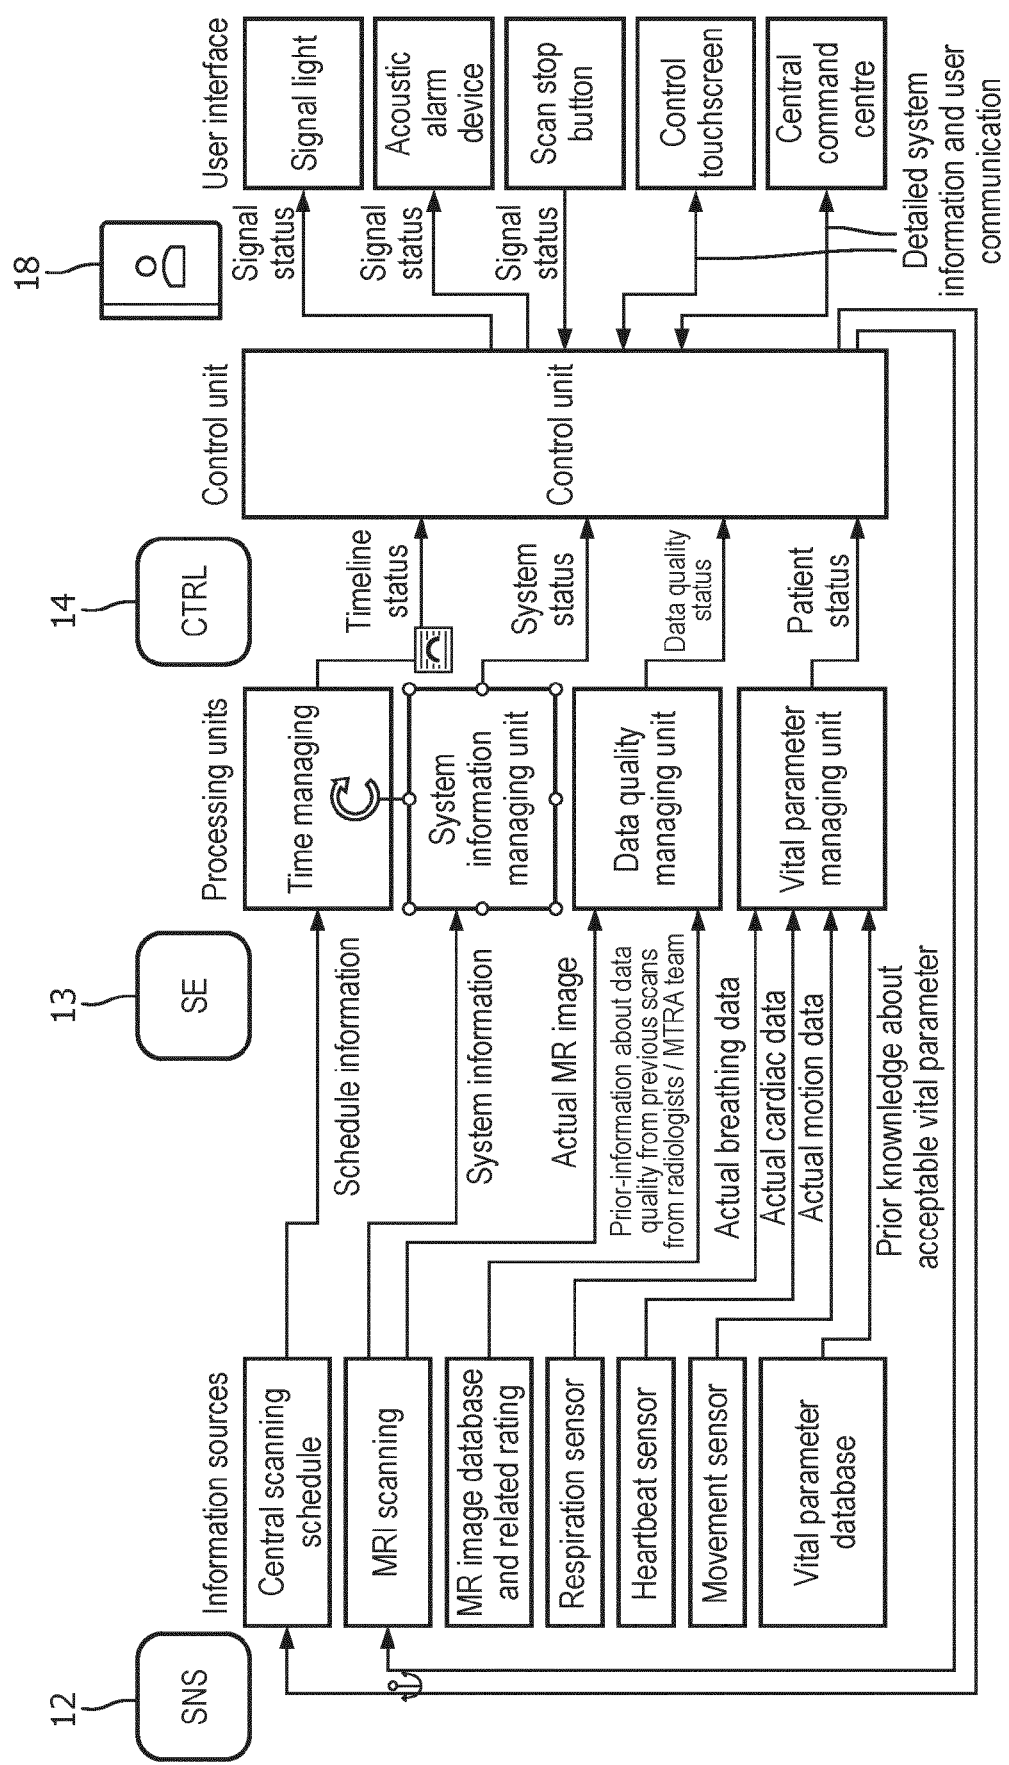 12
SNS
13
SE
14
CTRL
18
Information sources
Processing units
Control unit
User interface
Central scanning
schedule
MRI scanning
MR image database
and related rating
Respiration sensor
Heartbeat sensor
Movement sensor
Vital parameter
database
Schedule information
System information
Actual MR image
Prior-information about data
quality from previous scans
from radiologists / MTRA team
Actual breathing data
Actual cardiac data
Actual motion data
Prior knownledge about
acceptable vital parameter
Time managing
System
information
managing unit
Data quality
managing unit
Vital parameter
managing unit
Timeline
status
System
status
Data quality
status
Patient
status
Control unit
Signal
status
Signal
status
Signal
status
Signal light
Acoustic
alarm
device
Scan stop
button
Control
touchscreen
Central
command
centre
Detailed system
information and user
communication